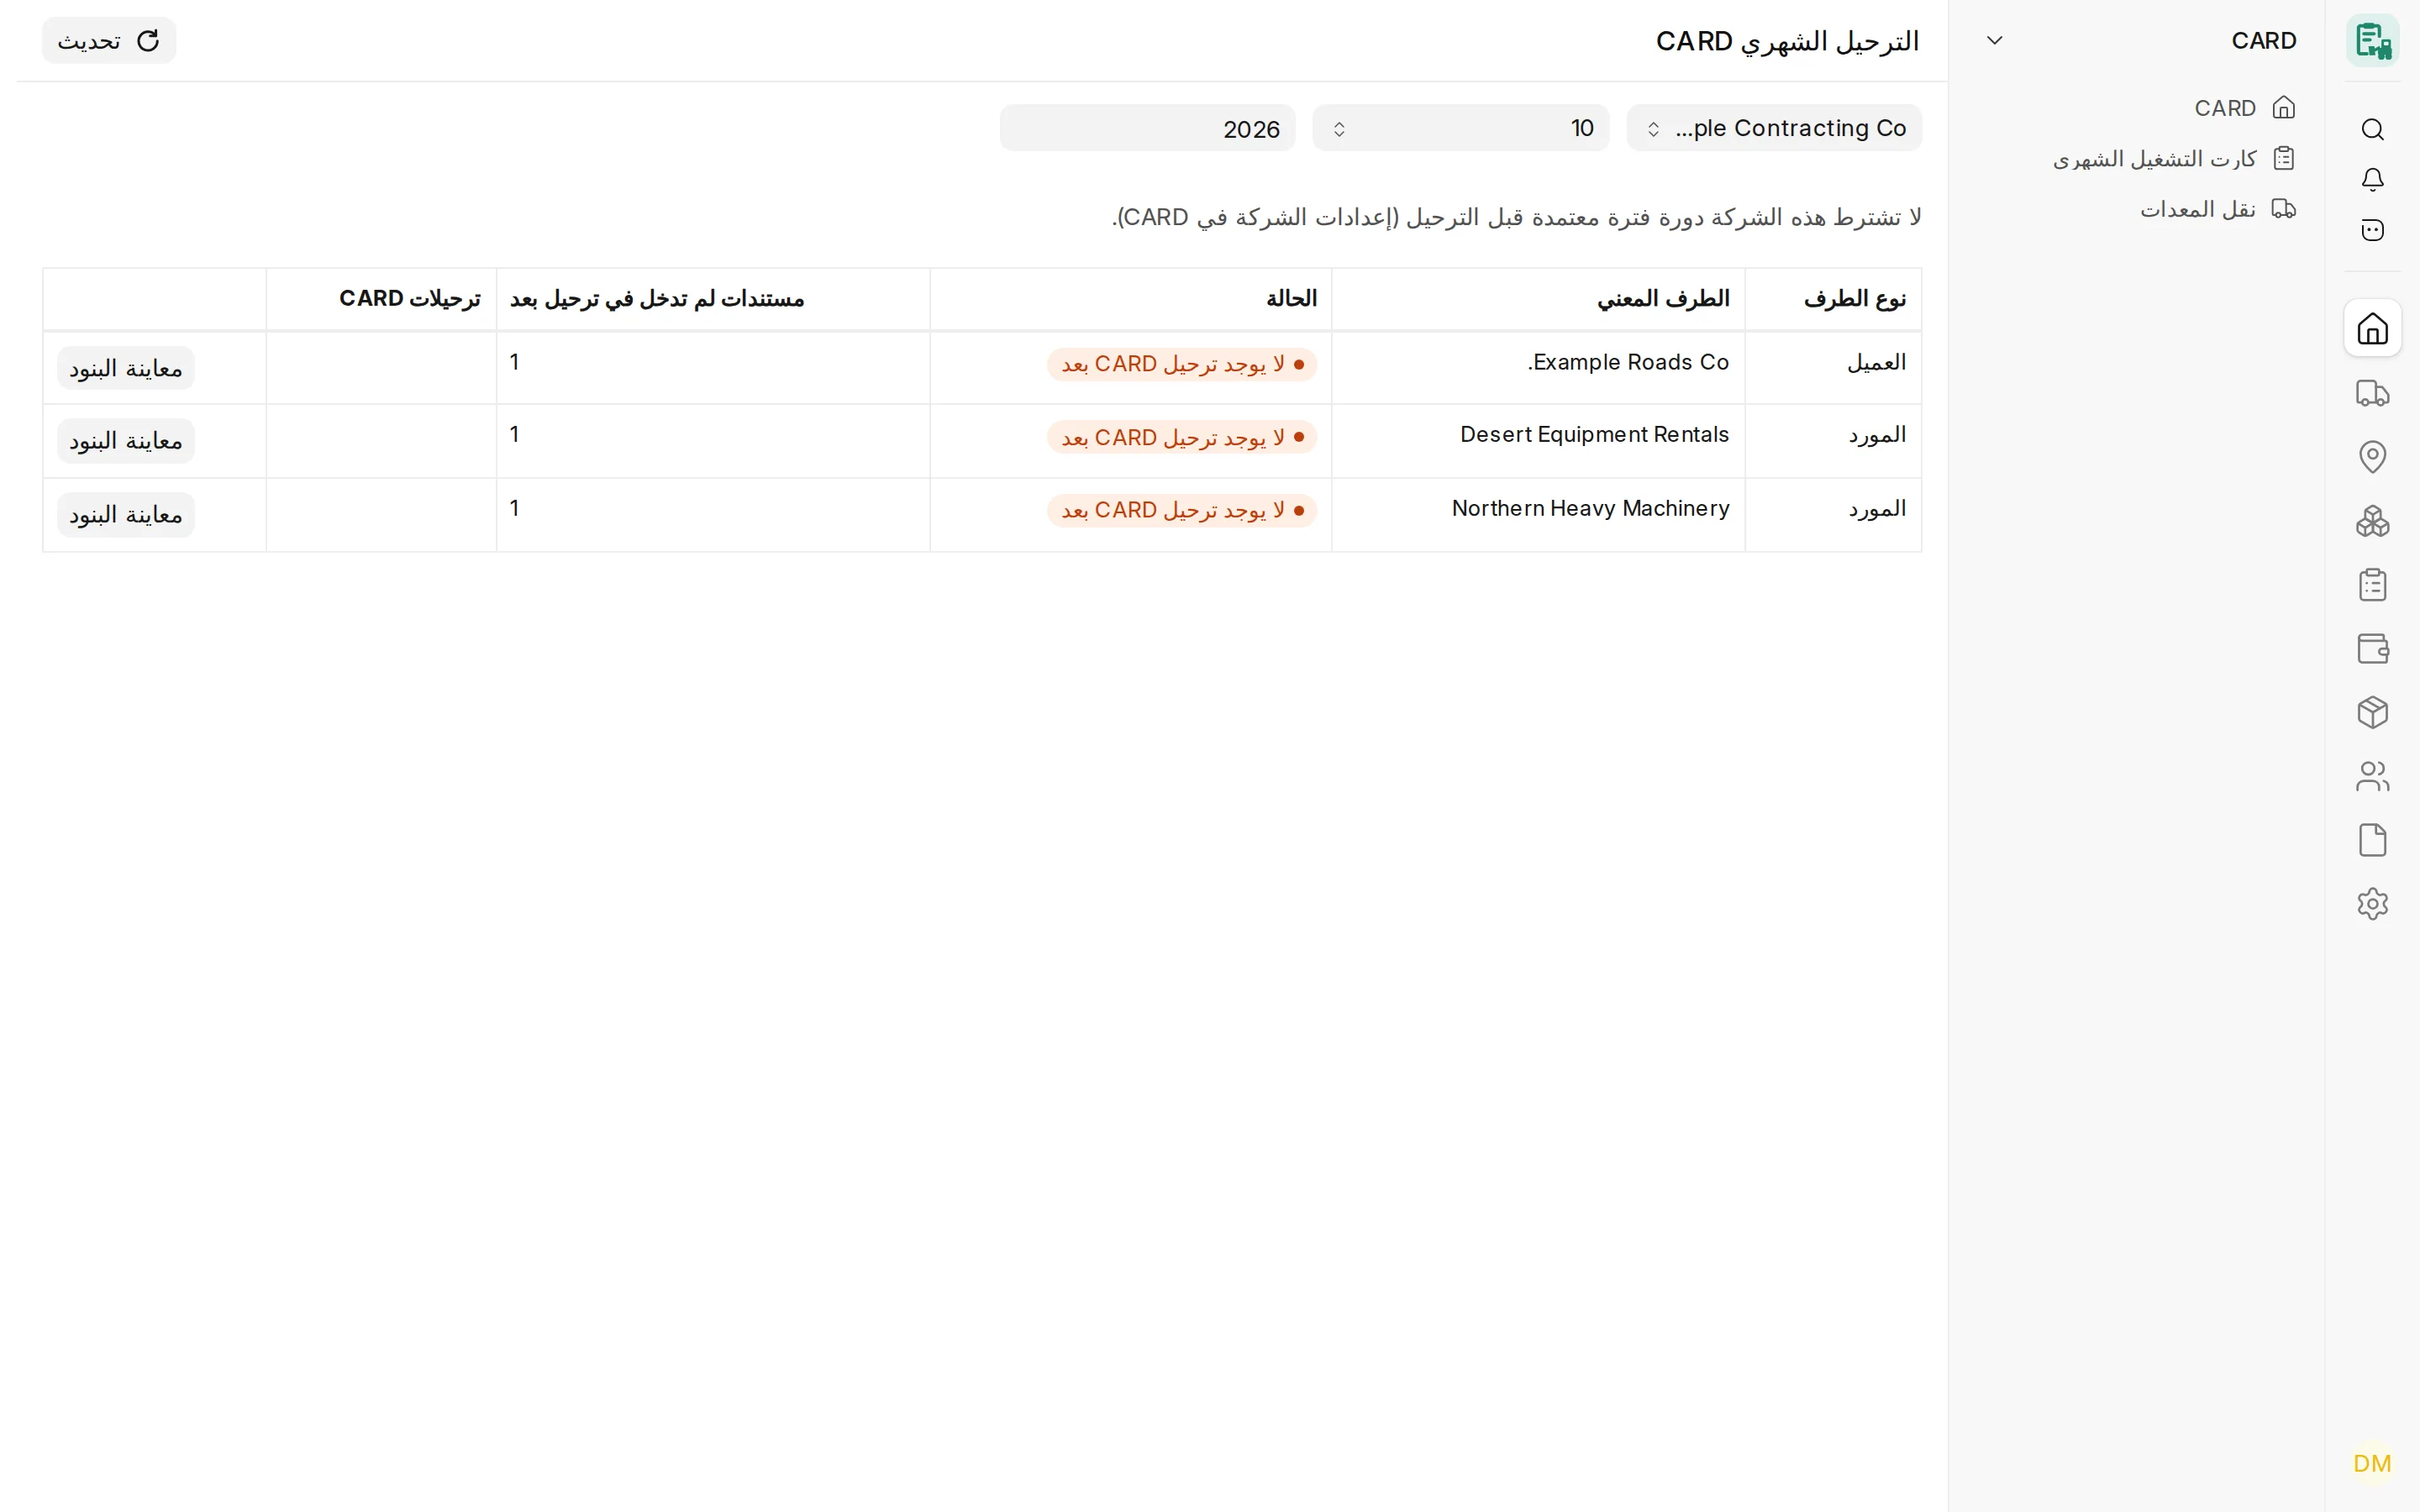 CARD
CARD
كارت التشغيل الشهري
نقل المعدات
DM
الترحيل الشهري CARD
تحديث
...ple Contracting Co
10
2026
لا تشترط هذه الشركة دورة فترة معتمدة قبل الترحيل (إعدادات الشركة في CARD).
نوع الطرف الطرف المعني الحالة مستندات لم تدخل في ترحيل بعد ترحيلات CARD
العميل Example Roads Co. لا يوجد ترحيل CARD بعد 1 معاينة البنود
المورد Desert Equipment Rentals لا يوجد ترحيل CARD بعد 1 معاينة البنود
المورد Northern Heavy Machinery لا يوجد ترحيل CARD بعد 1 معاينة البنود